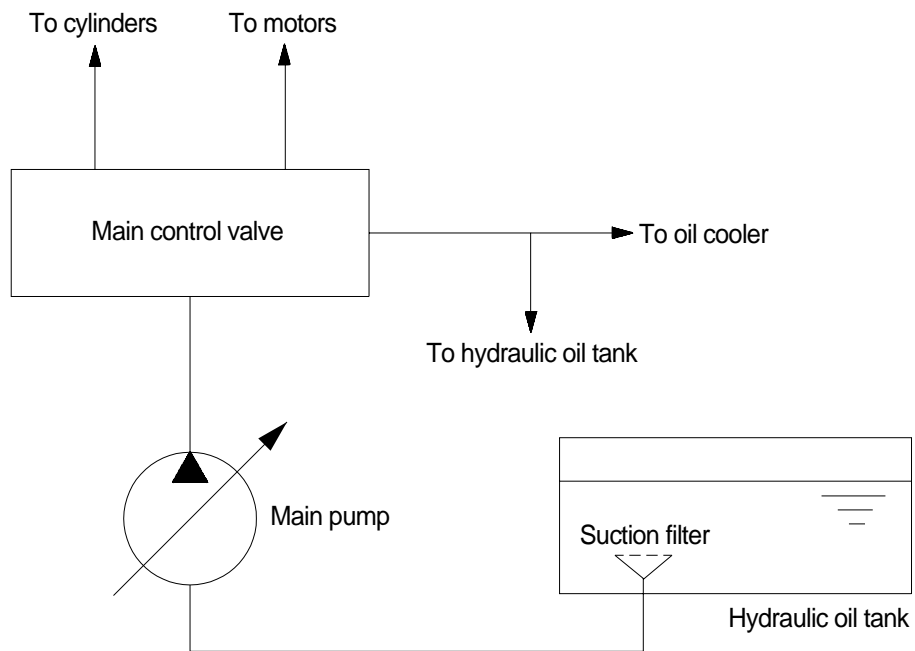 To cylinders
To motors
Main control valve
To oil cooler
To hydraulic oil tank
Main pump
Suction filter
Hydraulic oil tank